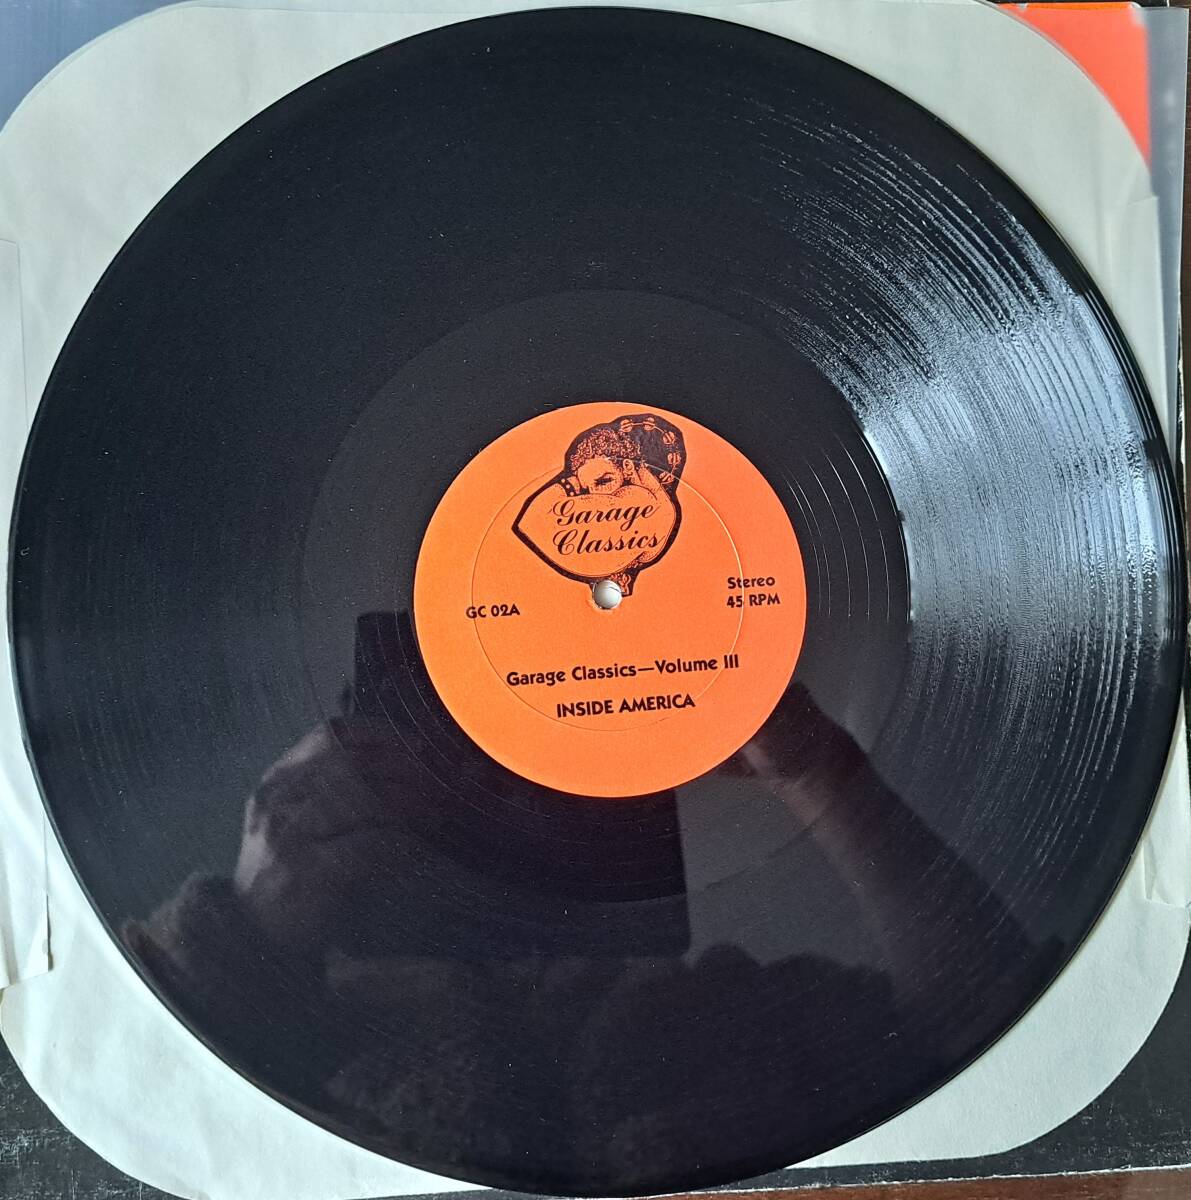 Garage
Classics
Stereo
45 RPM
GC 02A
Garage Classics—Volume III
INSIDE AMERICA